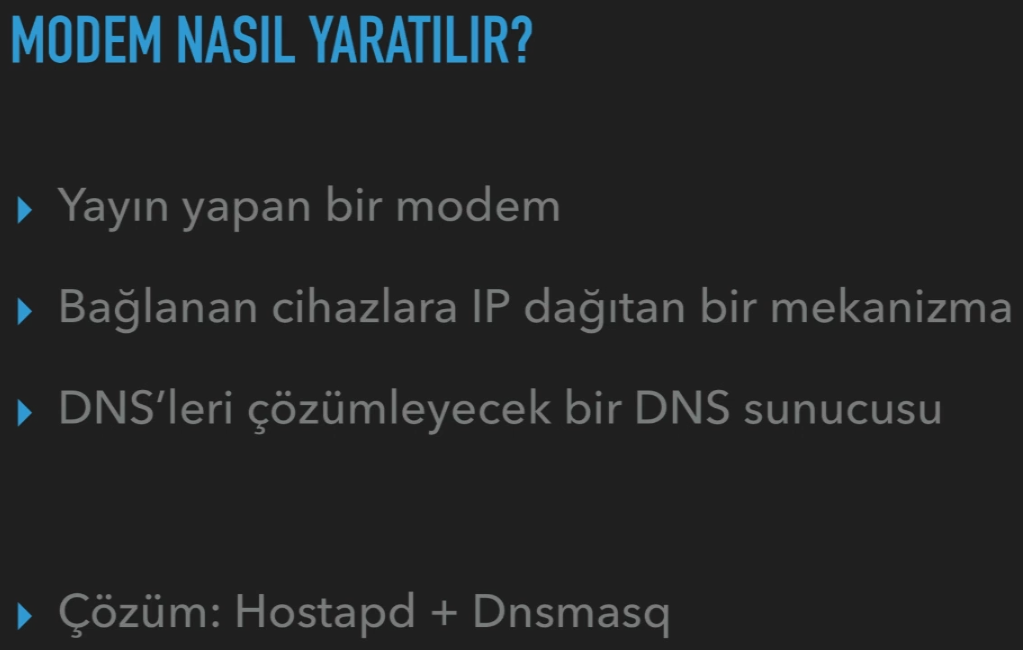 MODEM NASIL YARATILIR?
Yayın yapan bir modem
Bağlanan cihazlara IP dağıtan bir mekanizma
DNS’leri çözümleyecek bir DNS sunucusu
Çözüm: Hostapd + Dnsmasq